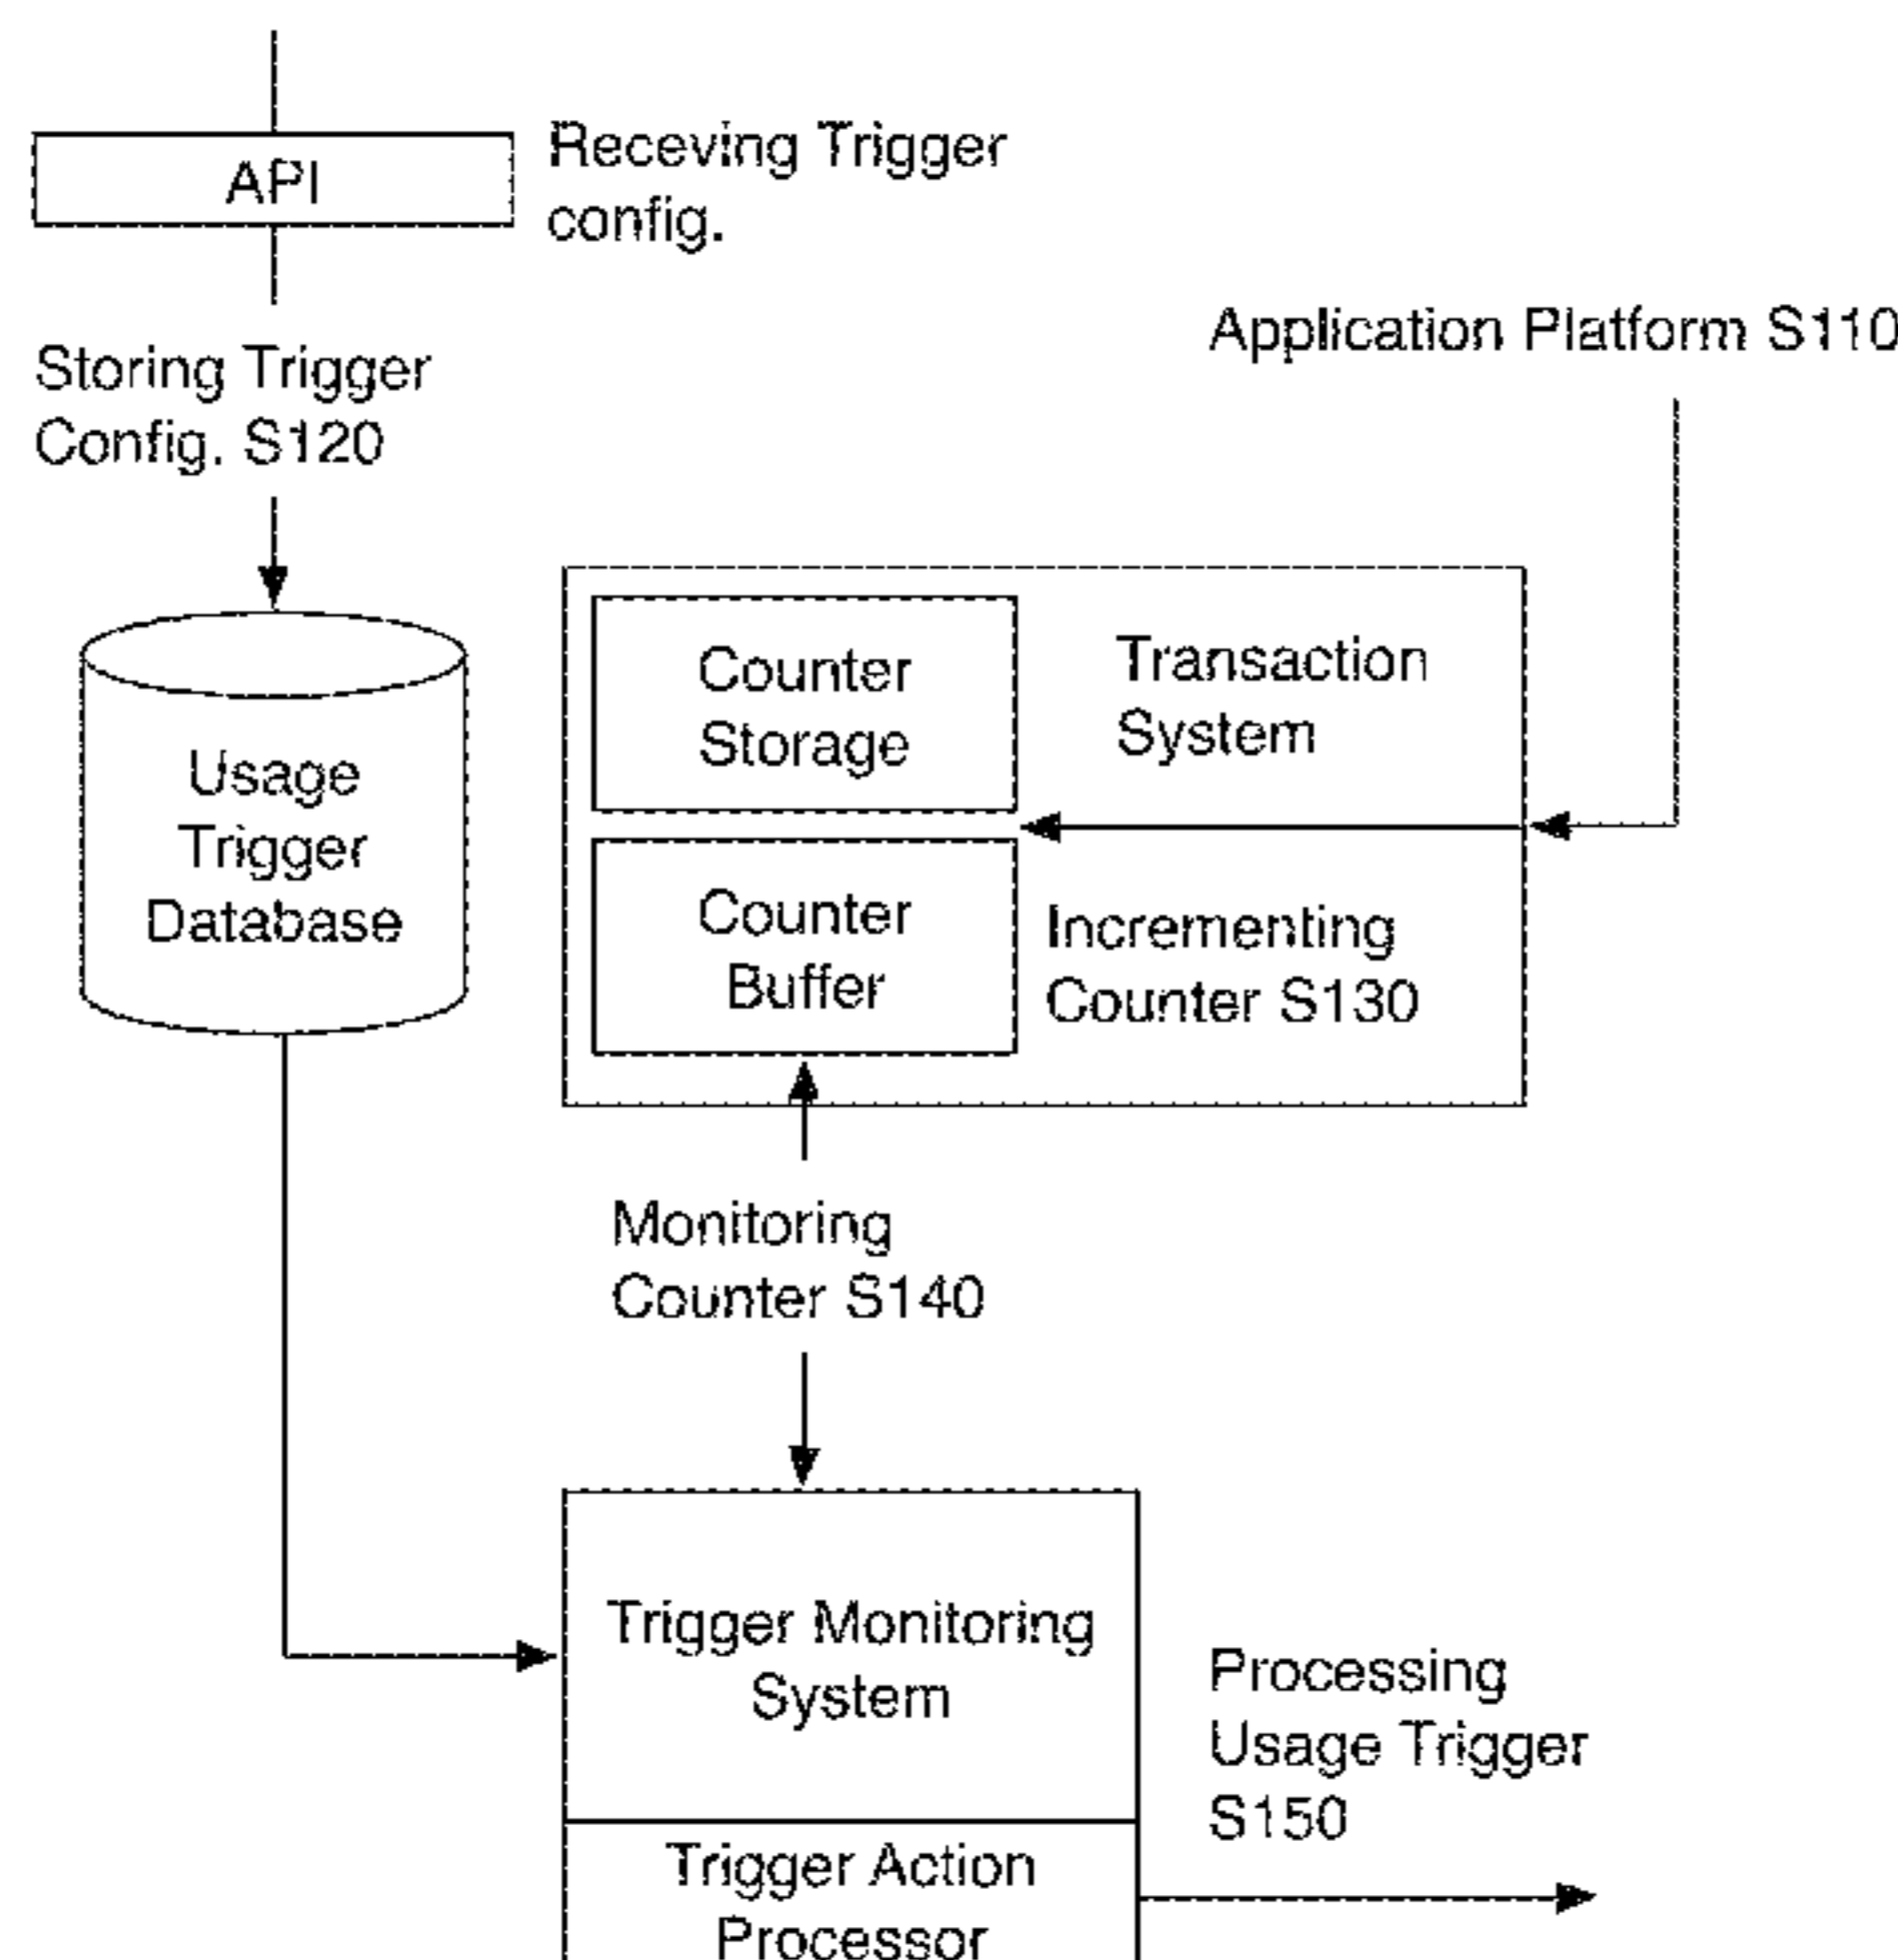 API
Receving Trigger
config.
Storing Trigger
Config. S120
Application Platform S110
Usage
Trigger
Database
Counter
Storage
Transaction
System
Counter
Buffer
Incrementing
Counter S130
Monitoring
Counter S140
Trigger Monitoring
System
Processing
Usage Trigger
S150
Trigger Action
Processor